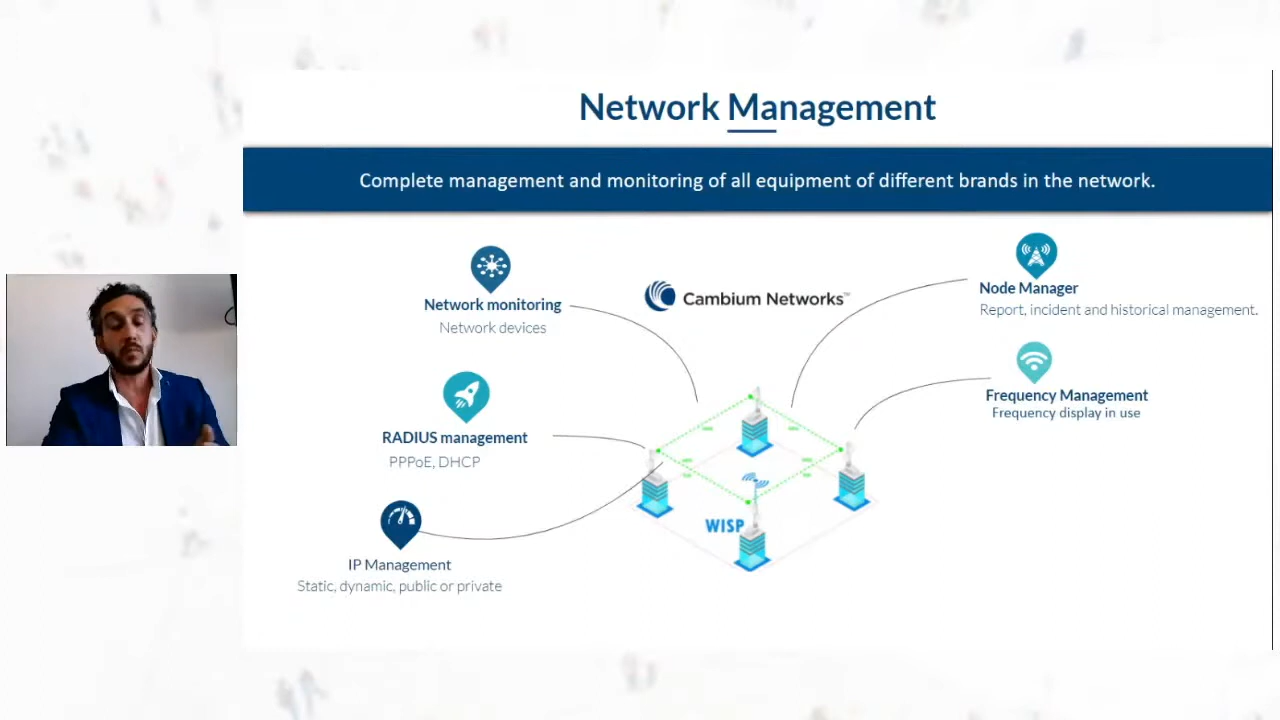 Network Management
Complete management and monitoring of all equipment of different brands in the network.
Network monitoring
Network devices
RADIUS management
PPPoE, DHCP
IP Management
Static, dynamic, public or private
Cambium Networks™
WISP
Node Manager
Report, incident and historical management.
Frequency Management
Frequency display in use